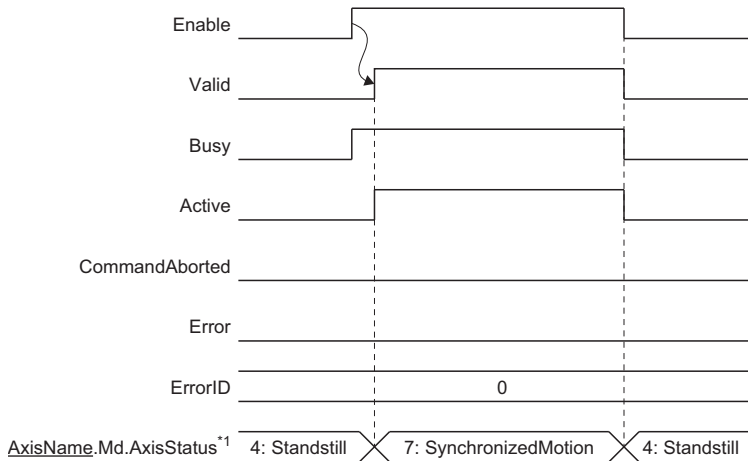 Enable
Valid
Busy
Active
CommandAborted
Error
ErrorID 0
AxisName.Md.AxisStatus*1 4: Standstill 7: SynchronizedMotion 4: Standstill